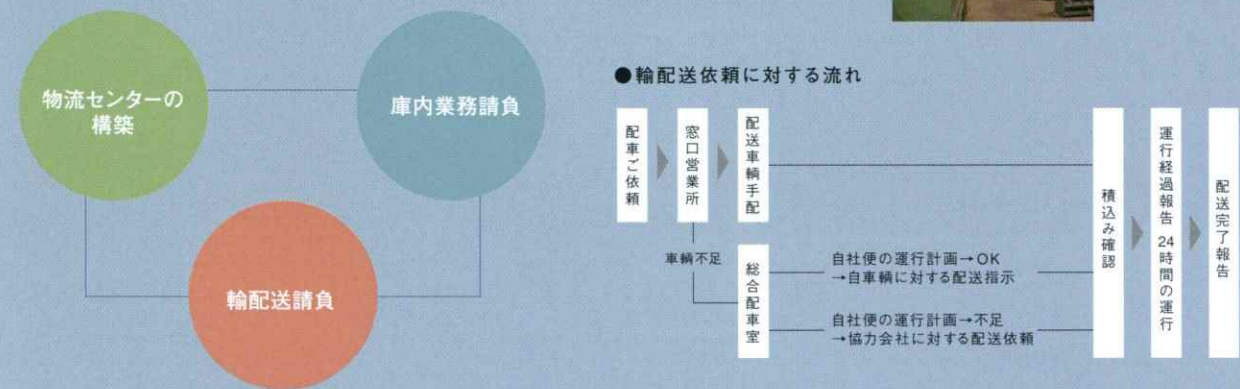 物流センターの
構築
庫内業務請負
輸配送請負
●輸配送依頼に対する流れ
配車ご依頼
窓口営業所
配送車輌手配
車輌不足
総合配車室
自社便の運行計画→OK
→自車輌に対する配送指示
自社便の運行計画→不足
→協力会社に対する配送依頼
積込み確認
運行経過報告 24時間の運行
配送完了報告